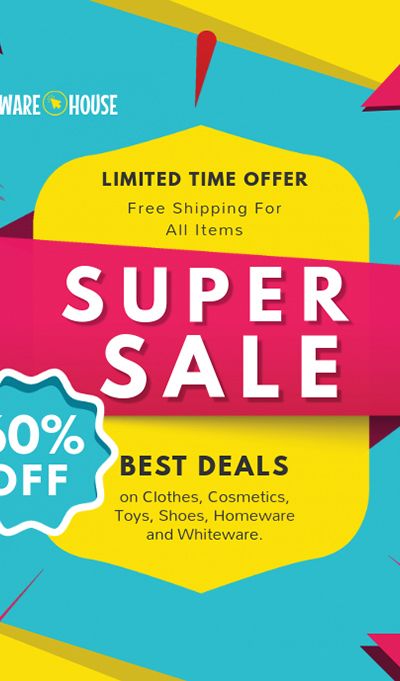 WARE HOUSE
LIMITED TIME OFFER
Free Shipping For
All Items
SUPER
SALE
60%
OFF
BEST DEALS
on Clothes, Cosmetics,
Toys, Shoes, Homeware
and Whiteware.